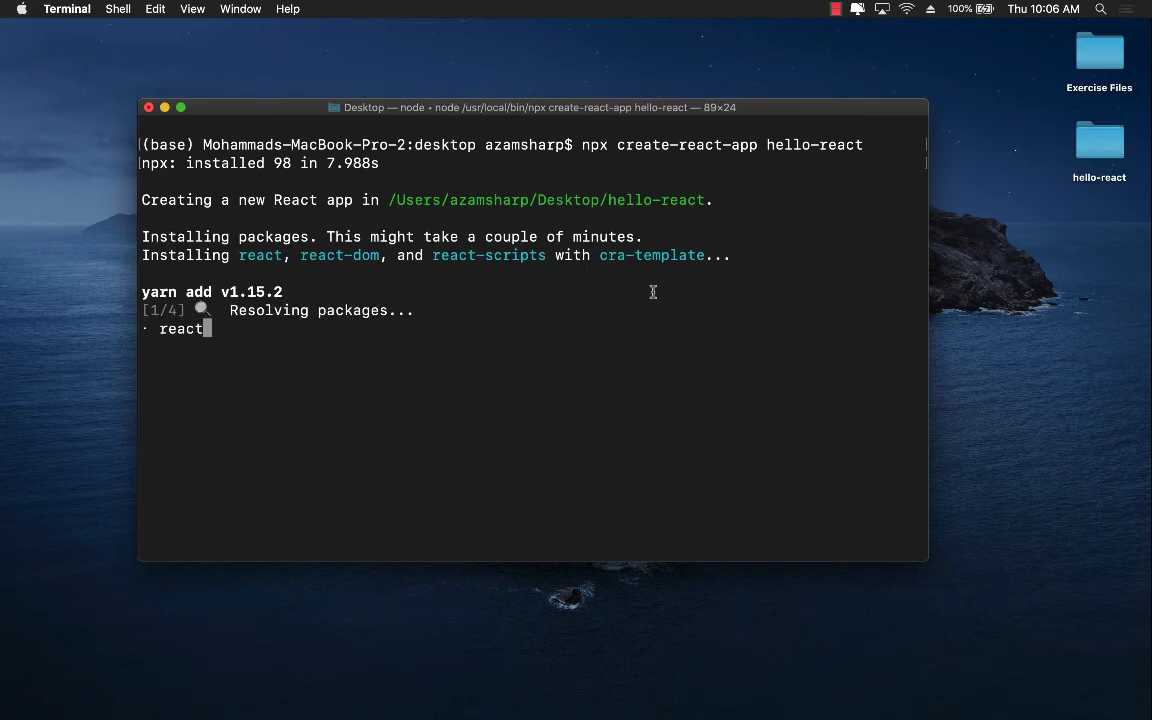 Terminal Shell Edit View Window Help 100% Thu 10:06 AM
Exercise Files
hello-react
Desktop — node • node /usr/local/bin/npx create-react-app hello-react — 89×24
(base) Mohammads-MacBook-Pro-2:desktop azamsharp$ npx create-react-app hello-react
npx: installed 98 in 7.988s
Creating a new React app in /Users/azamsharp/Desktop/hello-react.
Installing packages. This might take a couple of minutes.
Installing react, react-dom, and react-scripts with cra-template...
yarn add v1.15.2
[1/4] 🔍 Resolving packages...
⠂ react